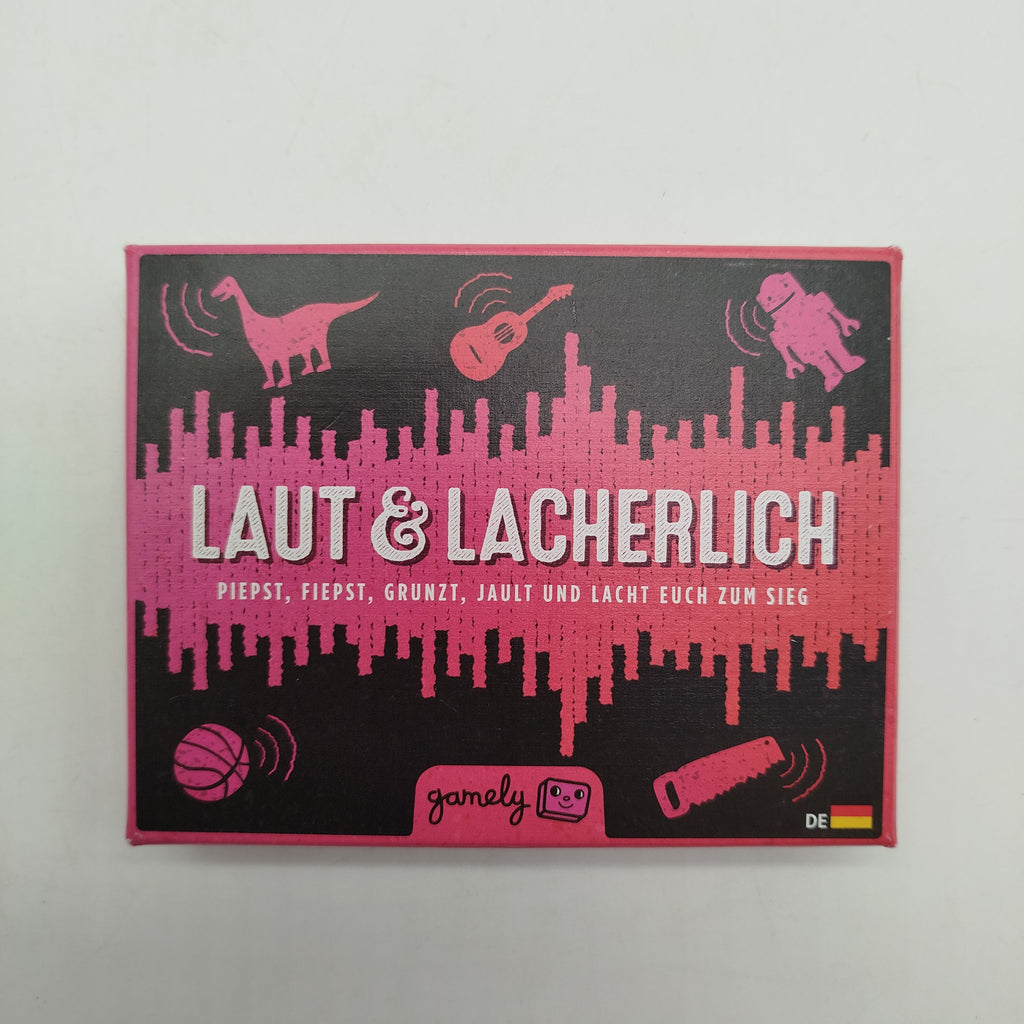 LAUT & LACHERLICH
PIEPST, FIEPST, GRUNZT, JAULT UND LACHT EUCH ZUM SIEG
gamely
DE